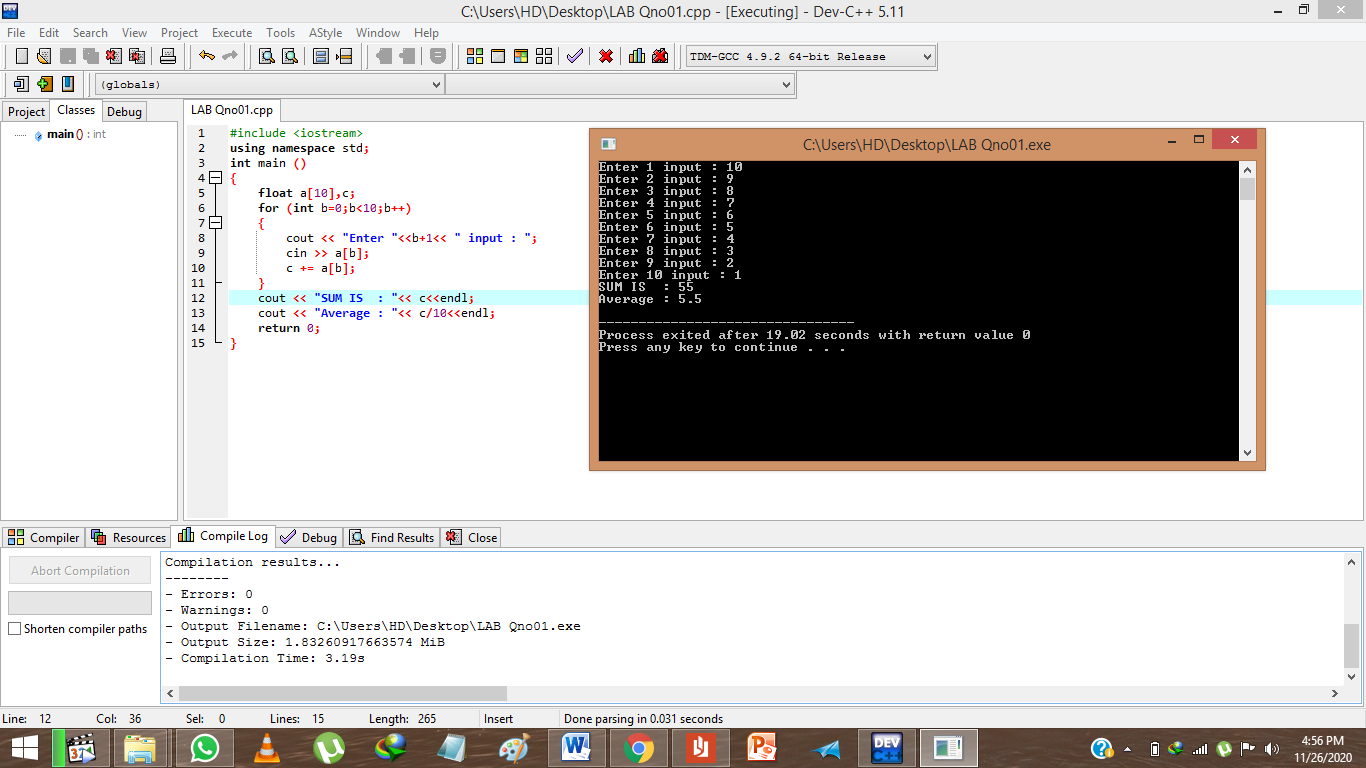 C:\Users\HD\Desktop\LAB Qno01.cpp - [Executing] - Dev-C++ 5.11
File Edit Search View Project Execute Tools AStyle Window Help
TDM-GCC 4.9.2 64-bit Release
(globals)
Project Classes Debug
main () : int
LAB Qno01.cpp
1 #include <iostream>
2 using namespace std;
3 int main ()
4 {
5 float a[10],c;
6 for (int b=0;b<10;b++)
7 {
8 cout << "Enter "<<b+1<< " input : ";
9 cin >> a[b];
10 c += a[b];
11 }
12 cout << "SUM IS  : "<< c<<endl;
13 cout << "Average : "<< c/10<<endl;
14 return 0;
15 }
C:\Users\HD\Desktop\LAB Qno01.exe
Enter 1 input : 10
Enter 2 input : 9
Enter 3 input : 8
Enter 4 input : 7
Enter 5 input : 6
Enter 6 input : 5
Enter 7 input : 4
Enter 8 input : 3
Enter 9 input : 2
Enter 10 input : 1
SUM IS  : 55
Average : 5.5
--------------------------------
Process exited after 19.02 seconds with return value 0
Press any key to continue . . .
Compiler Resources Compile Log Debug Find Results Close
Abort Compilation
Shorten compiler paths
Compilation results...
--------
- Errors: 0
- Warnings: 0
- Output Filename: C:\Users\HD\Desktop\LAB Qno01.exe
- Output Size: 1.83260917663574 MiB
- Compilation Time: 3.19s
Line: 12 Col: 36 Sel: 0 Lines: 15 Length: 265 Insert Done parsing in 0.031 seconds
4:56 PM
11/26/2020